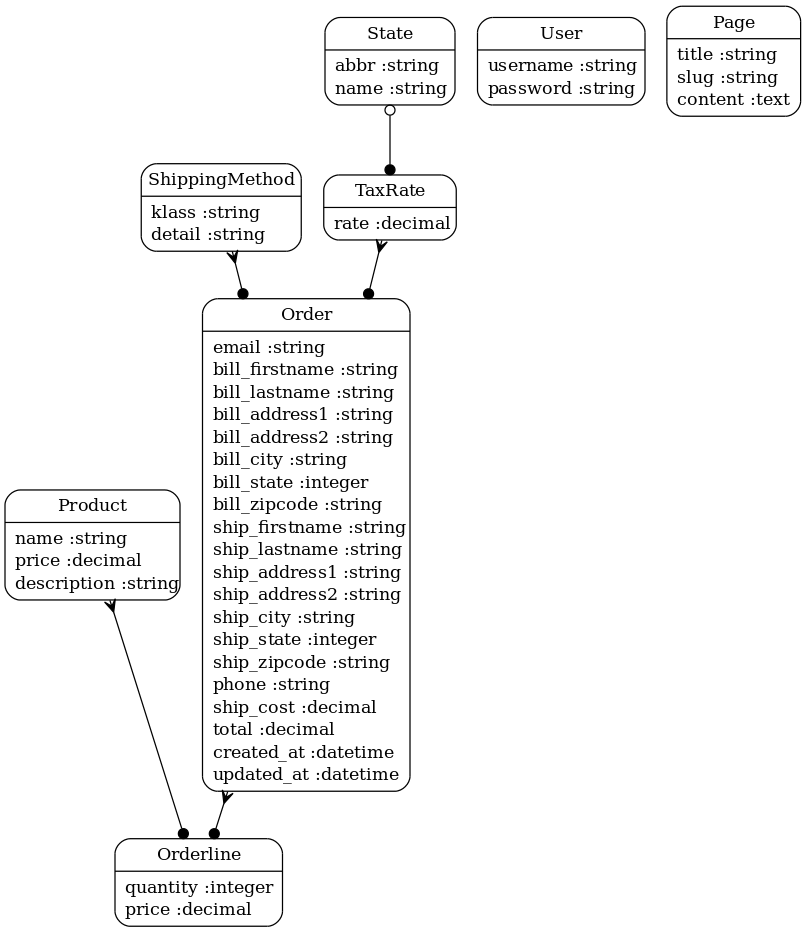 State
abbr :string
name :string
User
username :string
password :string
Page
title :string
slug :string
content :text
ShippingMethod
klass :string
detail :string
TaxRate
rate :decimal
Order
email :string
bill_firstname :string
bill_lastname :string
bill_address1 :string
bill_address2 :string
bill_city :string
bill_state :integer
bill_zipcode :string
ship_firstname :string
ship_lastname :string
ship_address1 :string
ship_address2 :string
ship_city :string
ship_state :integer
ship_zipcode :string
phone :string
ship_cost :decimal
total :decimal
created_at :datetime
updated_at :datetime
Product
name :string
price :decimal
description :string
Orderline
quantity :integer
price :decimal